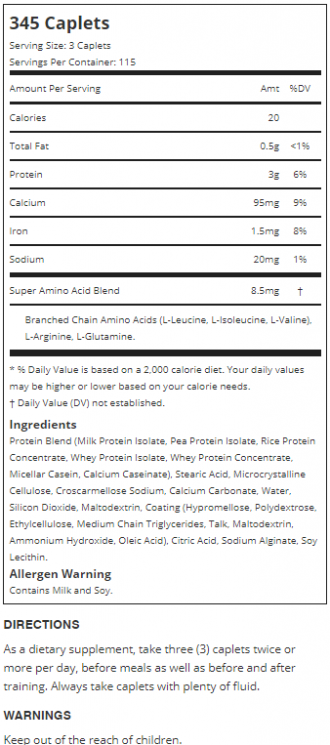 345 Caplets
Serving Size: 3 Caplets
Servings Per Container: 115
Amount Per Serving Amt %DV
Calories 20
Total Fat 0.5g <1%
Protein 3g 6%
Calcium 95mg 9%
Iron 1.5mg 8%
Sodium 20mg 1%
Super Amino Acid Blend 8.5mg †
Branched Chain Amino Acids (L-Leucine, L-Isoleucine, L-Valine),
L-Arginine, L-Glutamine.
* % Daily Value is based on a 2,000 calorie diet. Your daily values
may be higher or lower based on your calorie needs.
† Daily Value (DV) not established.
Ingredients
Protein Blend (Milk Protein Isolate, Pea Protein Isolate, Rice Protein
Concentrate, Whey Protein Isolate, Whey Protein Concentrate,
Micellar Casein, Calcium Caseinate), Stearic Acid, Microcrystalline
Cellulose, Croscarmellose Sodium, Calcium Carbonate, Water,
Silicon Dioxide, Maltodextrin, Coating (Hypromellose, Polydextrose,
Ethylcellulose, Medium Chain Triglycerides, Talk, Maltodextrin,
Ammonium Hydroxide, Oleic Acid), Citric Acid, Sodium Alginate, Soy
Lecithin.
Allergen Warning
Contains Milk and Soy.
DIRECTIONS
As a dietary supplement, take three (3) caplets twice or
more per day, before meals as well as before and after
training. Always take caplets with plenty of fluid.
WARNINGS
Keep out of the reach of children.